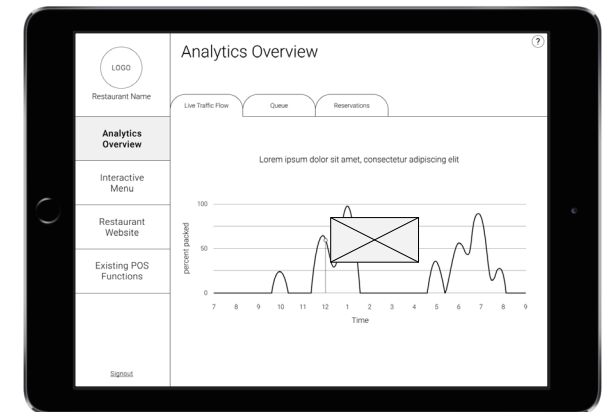 LOGO
Restaurant Name
Analytics
Overview
Interactive
Menu
Restaurant
Website
Existing POS
Functions
Signout
Analytics Overview
?
Live Traffic Flow
Queue
Reservations
Lorem ipsum dolor sit amet, consectetur adipiscing elit
percent packed
100
50
0
7 8 9 10 11 12 1 2 3 4 5 6 7 8 9
Time